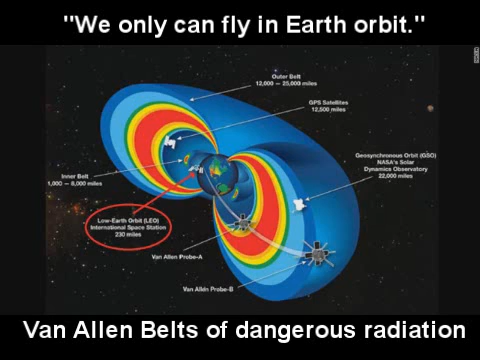 "We only can fly in Earth orbit."
Outer Belt
12,000 — 25,000 miles
GPS Satellites
12,500 miles
Geosynchronous Orbit (GSO)
NASA's Solar
Dynamics Observatory
22,000 miles
Inner Belt
1,000 — 8,000 miles
Low-Earth Orbit (LEO)
International Space Station
230 miles
Van Allen Probe-A
Van Allen Probe-B
Van Allen Belts of dangerous radiation